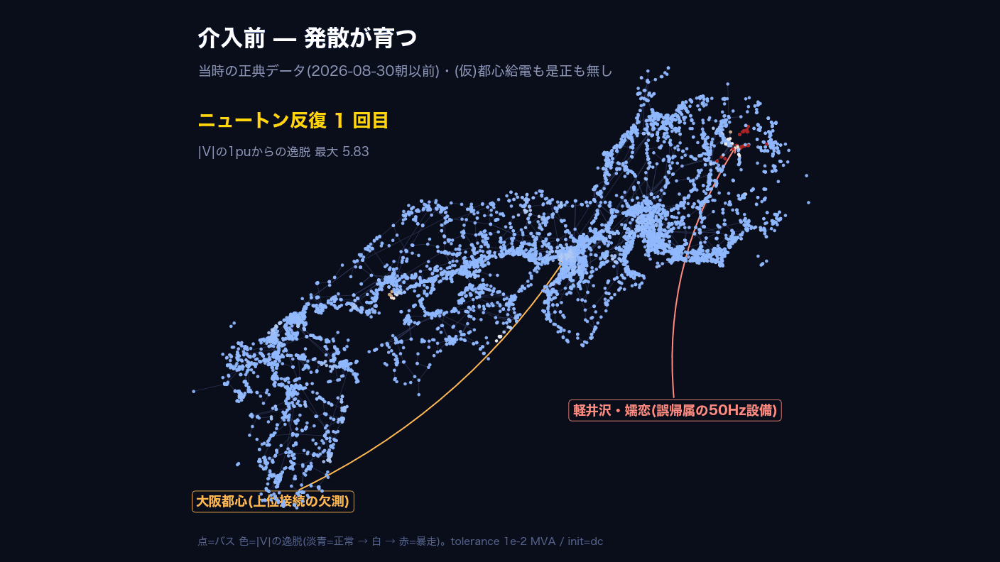 介入前 — 発散が育つ
当時の正典データ(2026-08-30朝以前)・(仮)都心給電も是正も無し
ニュートン反復 1 回目
|V|の1puからの逸脱 最大 5.83
軽井沢・嬬恋(誤帰属の50Hz設備)
大阪都心(上位接続の欠測)
点=バス 色=|V|の逸脱(淡青=正常 → 白 → 赤=暴走)。tolerance 1e-2 MVA / init=dc